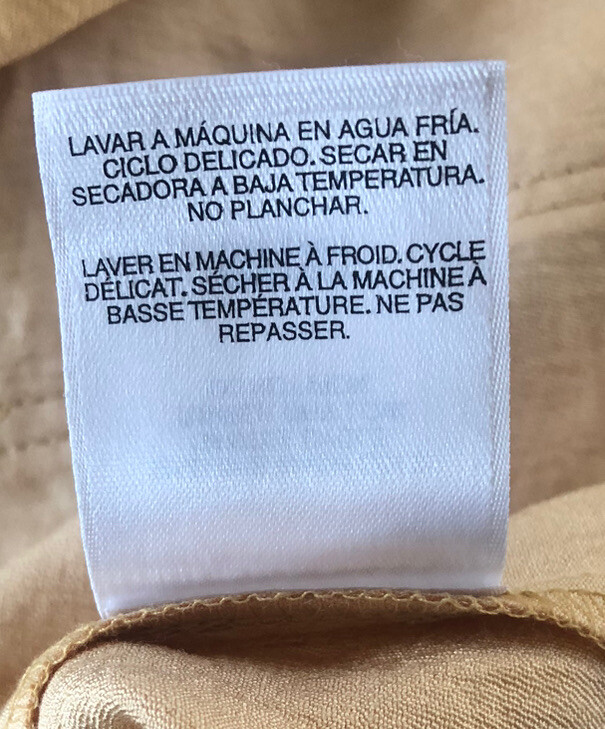 LAVAR A MÁQUINA EN AGUA FRÍA.
CICLO DELICADO. SECAR EN
SECADORA A BAJA TEMPERATURA.
NO PLANCHAR.
LAVER EN MACHINE À FROID. CYCLE
DÉLICAT. SÉCHER À LA MACHINE À
BASSE TEMPÉRATURE. NE PAS
REPASSER.